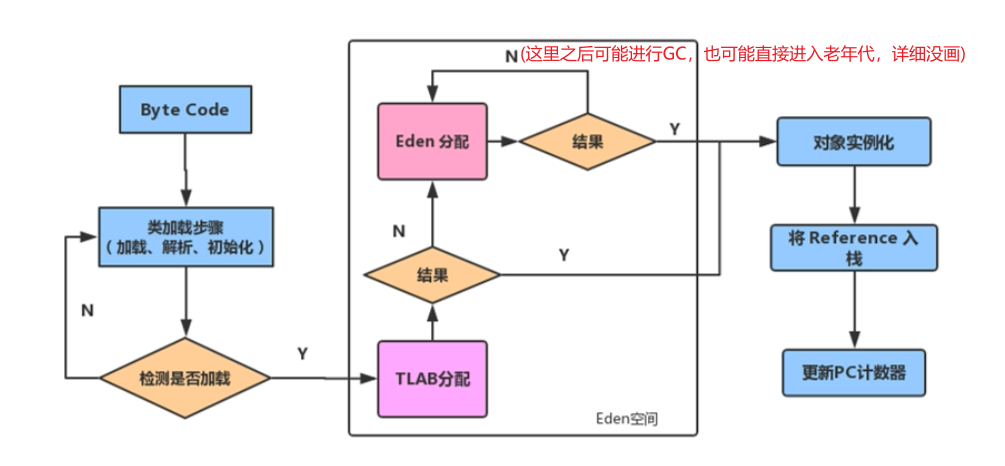 N(这里之后可能进行GC，也可能直接进入老年代，详细没画)
Byte Code
Eden 分配
结果
Y
对象实例化
类加载步骤
（加载、解析、初始化）
N
将 Reference 入
栈
结果
Y
N
检测是否加载
Y
TLAB分配
更新PC计数器
Eden空间